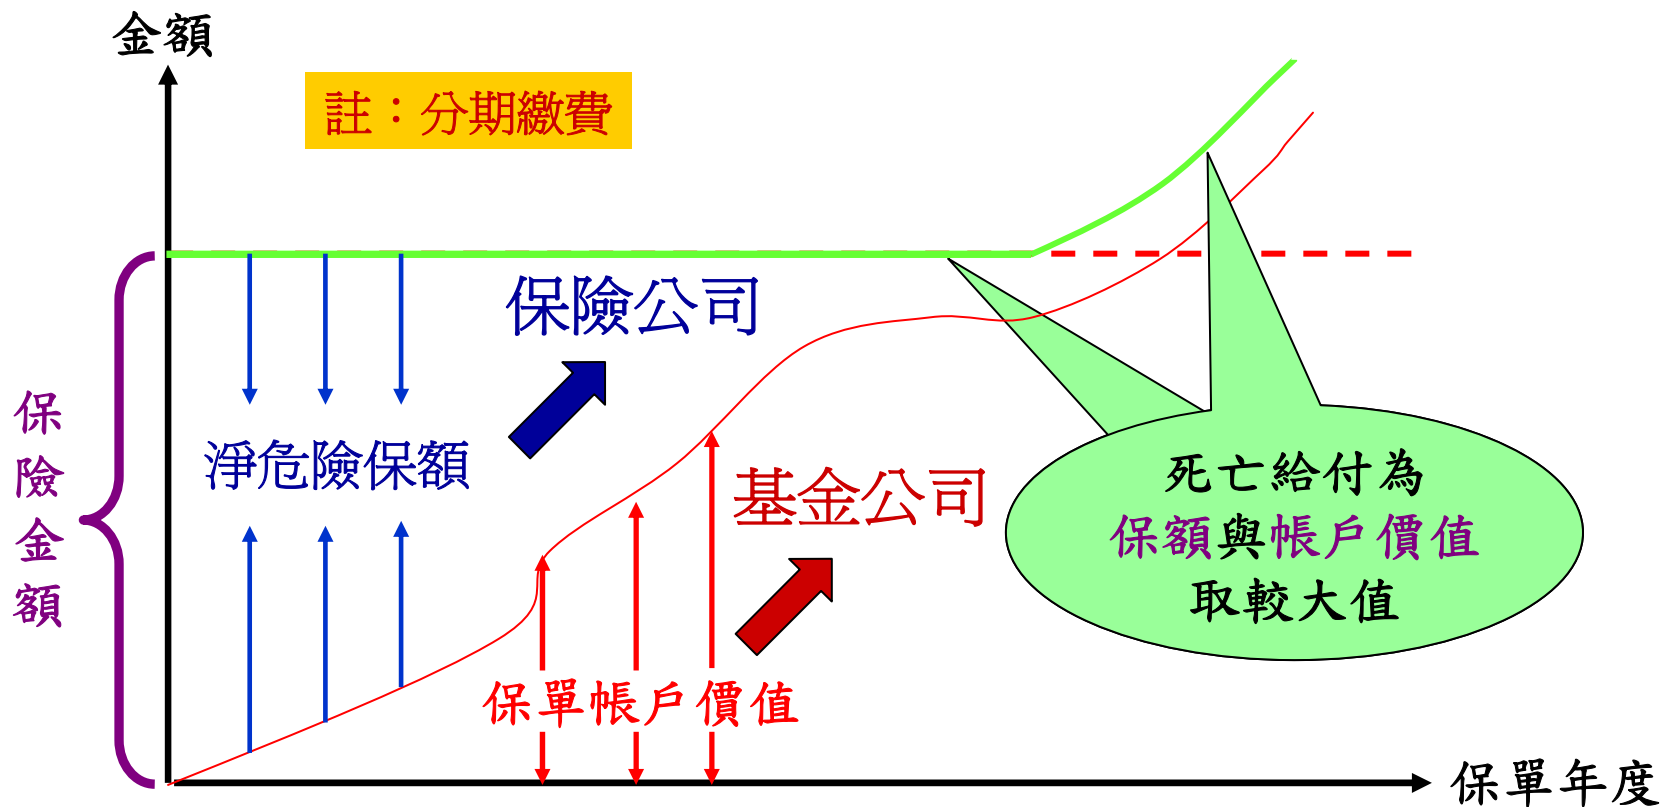 金額
註：分期繳費
保險公司
保險金額
淨危險保額
基金公司
死亡給付為
保額與帳戶價值
取較大值
保單帳戶價值
保單年度